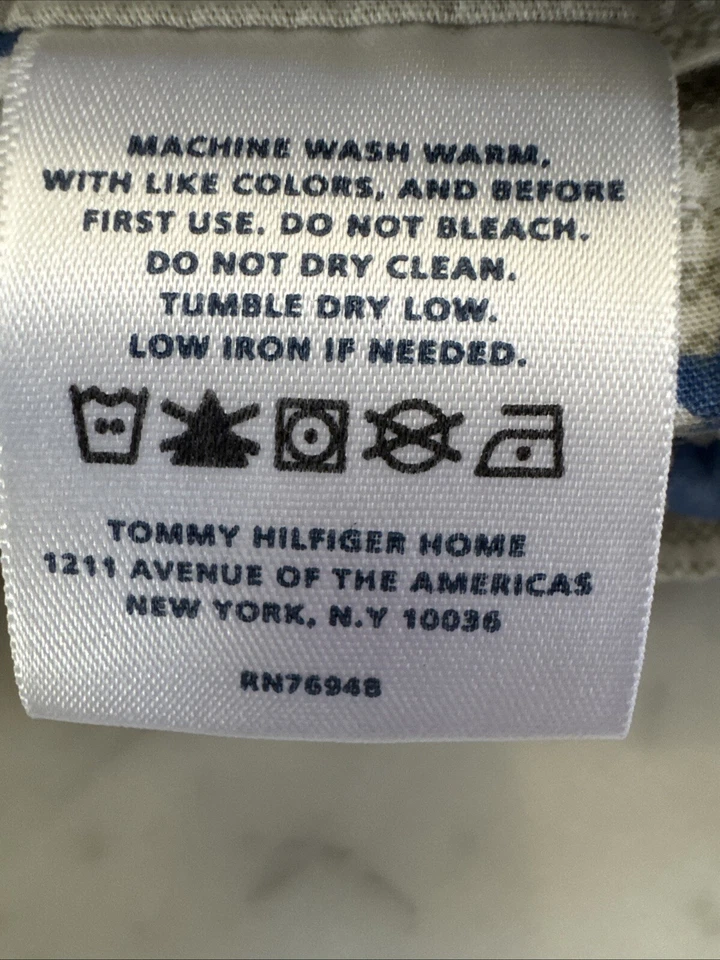 MACHINE WASH WARM,
WITH LIKE COLORS, AND BEFORE
FIRST USE. DO NOT BLEACH.
DO NOT DRY CLEAN.
TUMBLE DRY LOW.
LOW IRON IF NEEDED.
TOMMY HILFIGER HOME
1211 AVENUE OF THE AMERICAS
NEW YORK, N.Y 10036
RN76948